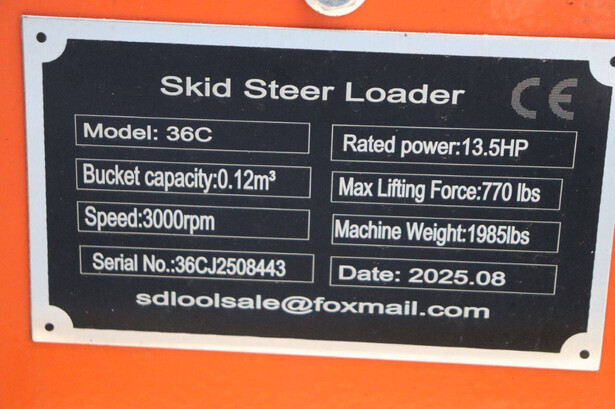 Skid Steer Loader
CE
Model: 36C
Rated power:13.5HP
Bucket capacity:0.12m³
Max Lifting Force:770 lbs
Speed:3000rpm
Machine Weight:1985lbs
Serial No.:36CJ2508443
Date: 2025.08
sdloolsale@foxmail.com